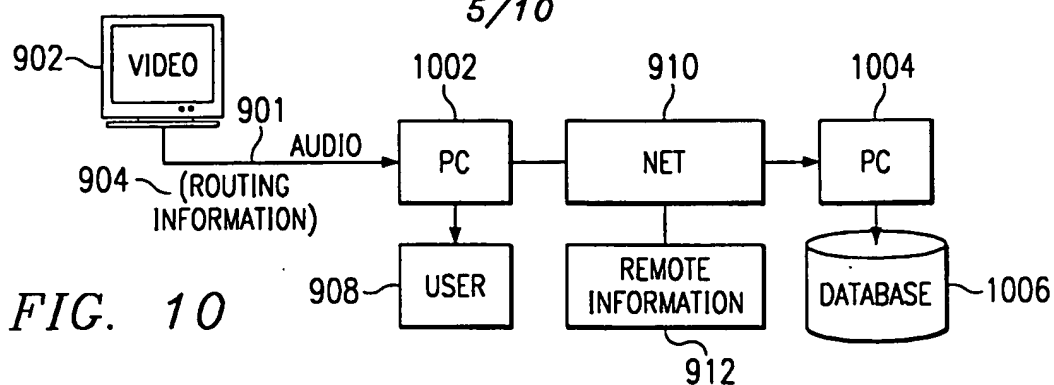 5/10
902
VIDEO
901
AUDIO
904
(ROUTING
INFORMATION)
1002
PC
910
NET
1004
PC
908
USER
REMOTE
INFORMATION
912
DATABASE
1006
FIG. 10